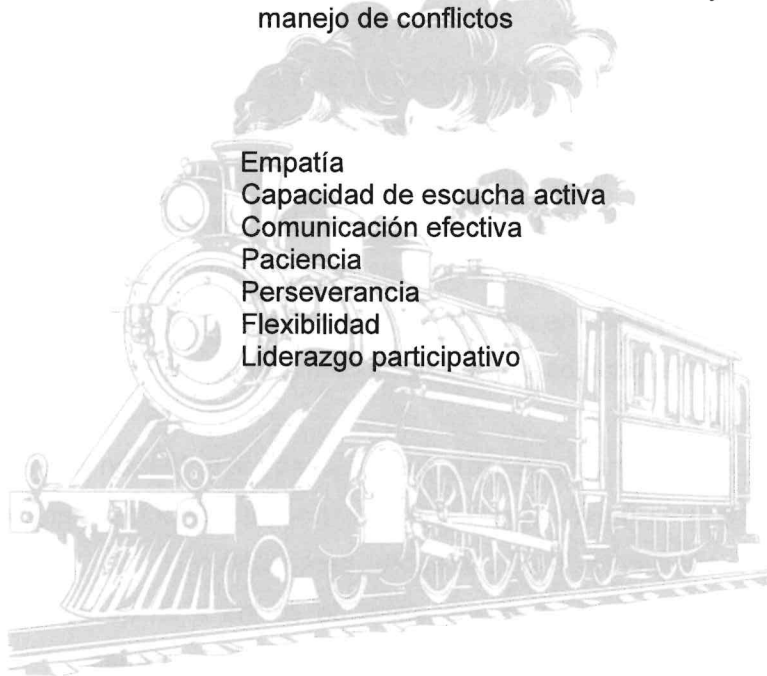 manejo de conflictos
Empatía
Capacidad de escucha activa
Comunicación efectiva
Paciencia
Perseverancia
Flexibilidad
Liderazgo participativo